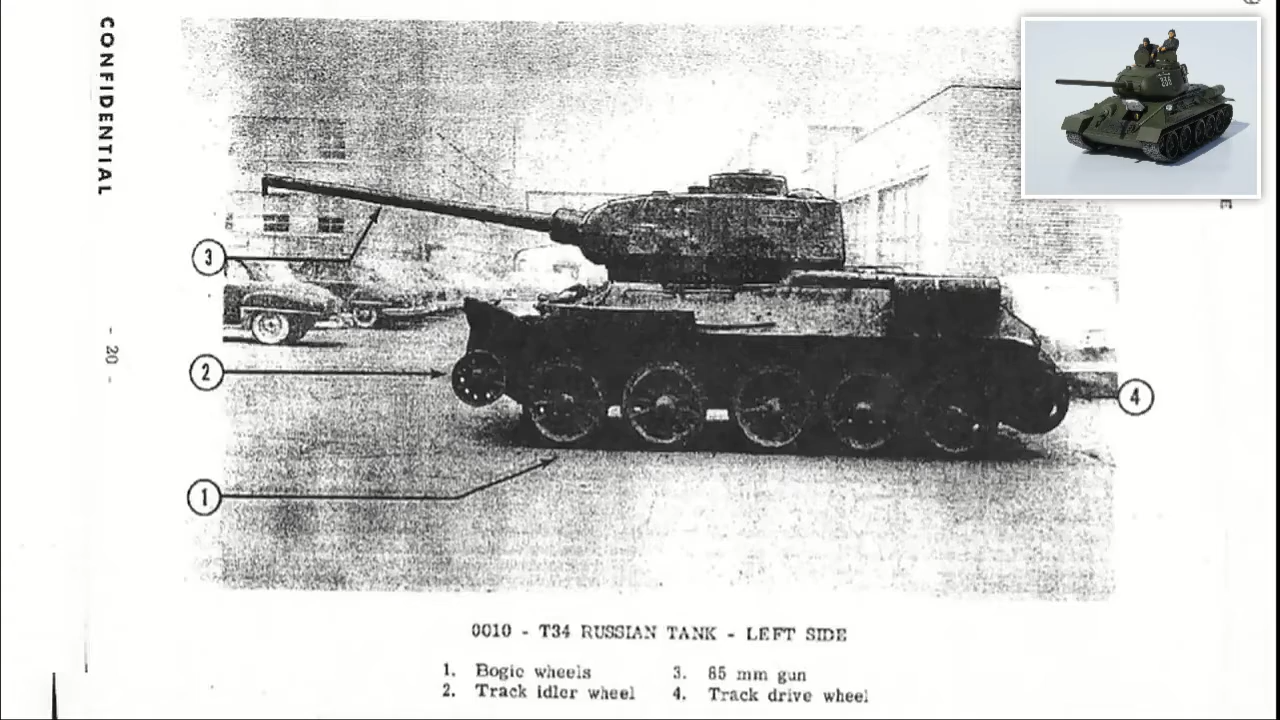 CONFIDENTIAL
- 20 -
3
2
1
4
0010 - T34 RUSSIAN TANK - LEFT SIDE
1. Bogie wheels
2. Track idler wheel
3. 85 mm gun
4. Track drive wheel